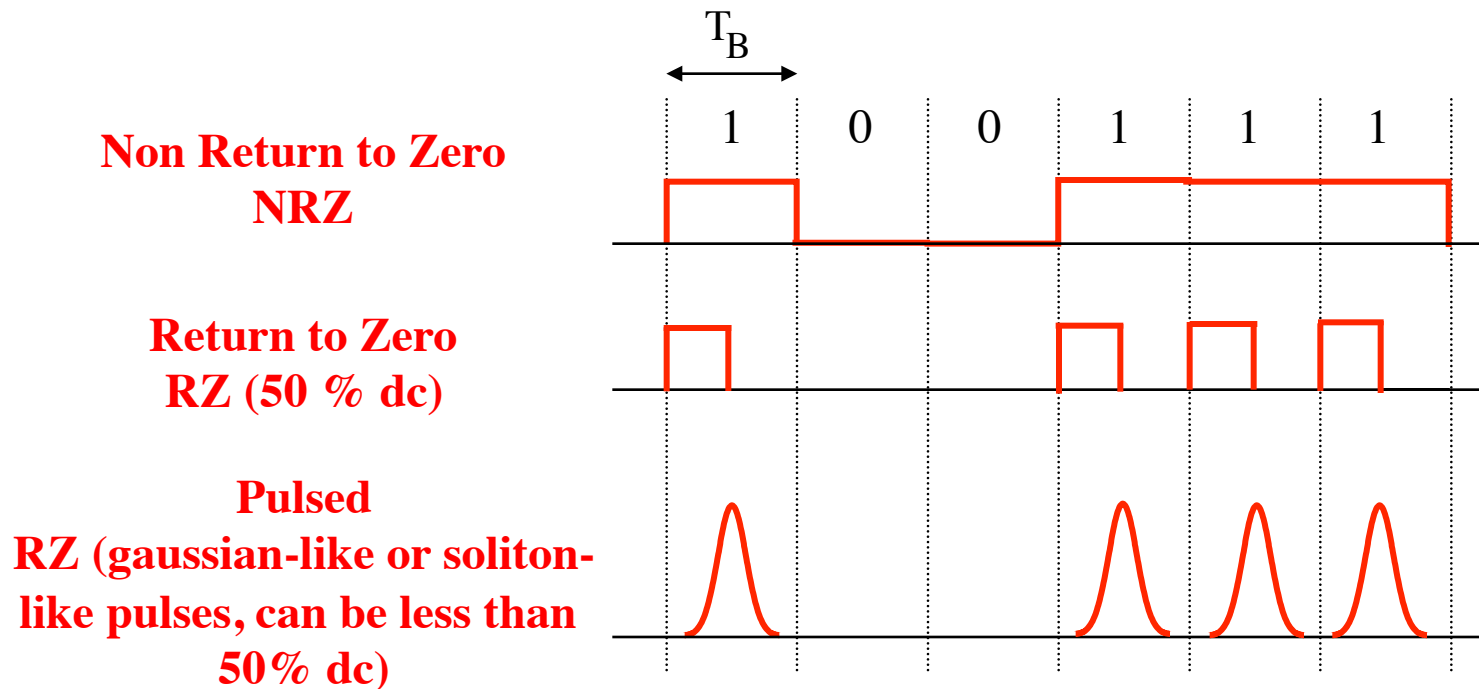 T_B
1 0 0 1 1 1
Non Return to Zero
NRZ
Return to Zero
RZ (50 % dc)
Pulsed
RZ (gaussian-like or soliton-
like pulses, can be less than
50% dc)